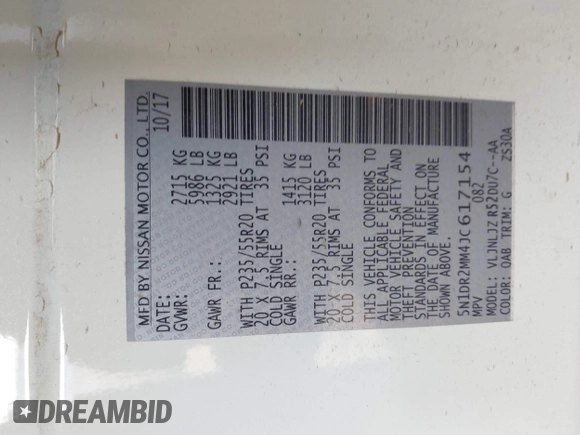 MFD BY NISSAN MOTOR CO., LTD.
DATE: 10/17
GVWR: 2715 KG
5986 LB
GAWR FR.: 1325 KG
2921 LB
WITH P235/55R20 TIRES
20 X 7.5 RIMS AT 35 PSI
COLD SINGLE
GAWR RR.: 1415 KG
3120 LB
WITH P235/55R20 TIRES
20 X 7.5 RIMS AT 35 PSI
COLD SINGLE
THIS VEHICLE CONFORMS TO
ALL APPLICABLE FEDERAL
MOTOR VEHICLE SAFETY AND
THEFT PREVENTION
STANDARDS IN EFFECT ON
THE DATE OF MANUFACTURE
SHOWN ABOVE.
5N1DR2MM4JC617154
MPV 082
MODEL: VLJNLJZ R52DU7C--AA
COLOR: QAB TRIM: G ZS30A
DREAMBID